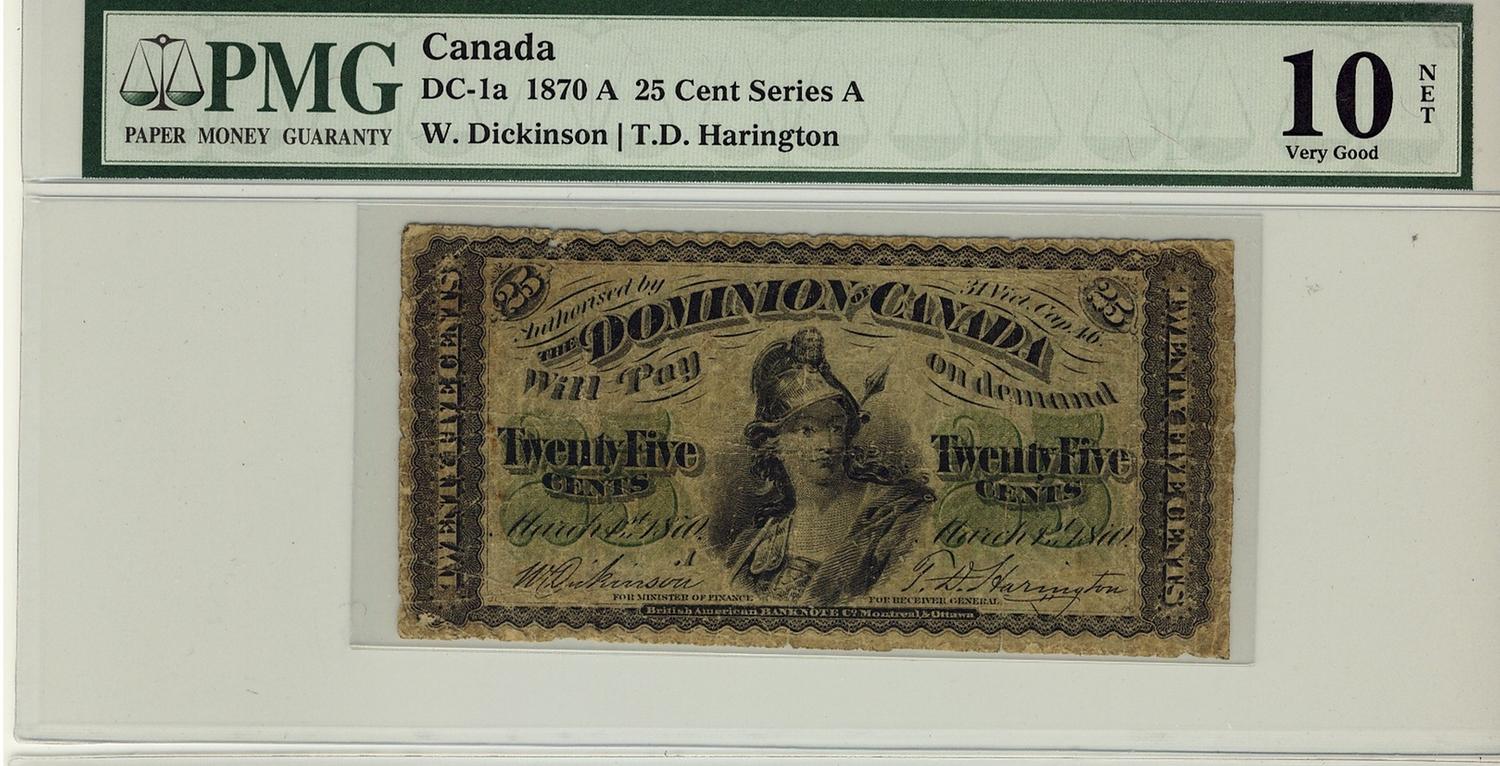 PMG
PAPER MONEY GUARANTY
Canada
DC-1a 1870 A 25 Cent Series A
W. Dickinson | T.D. Harington
10
NET
Very Good
25
25
Authorised by
31 Vict. Cap. 46
THE DOMINION OF CANADA
Will Pay
on demand
Twenty Five
CENTS
Twenty Five
CENTS
March 1st 1870.
March 1st 1870.
A
W Dickinson
T. D. Harington
FOR MINISTER OF FINANCE
FOR RECEIVER GENERAL
British American BANK NOTE Co. Montreal & Ottawa
TWENTY FIVE CENTS
TWENTY FIVE CENTS